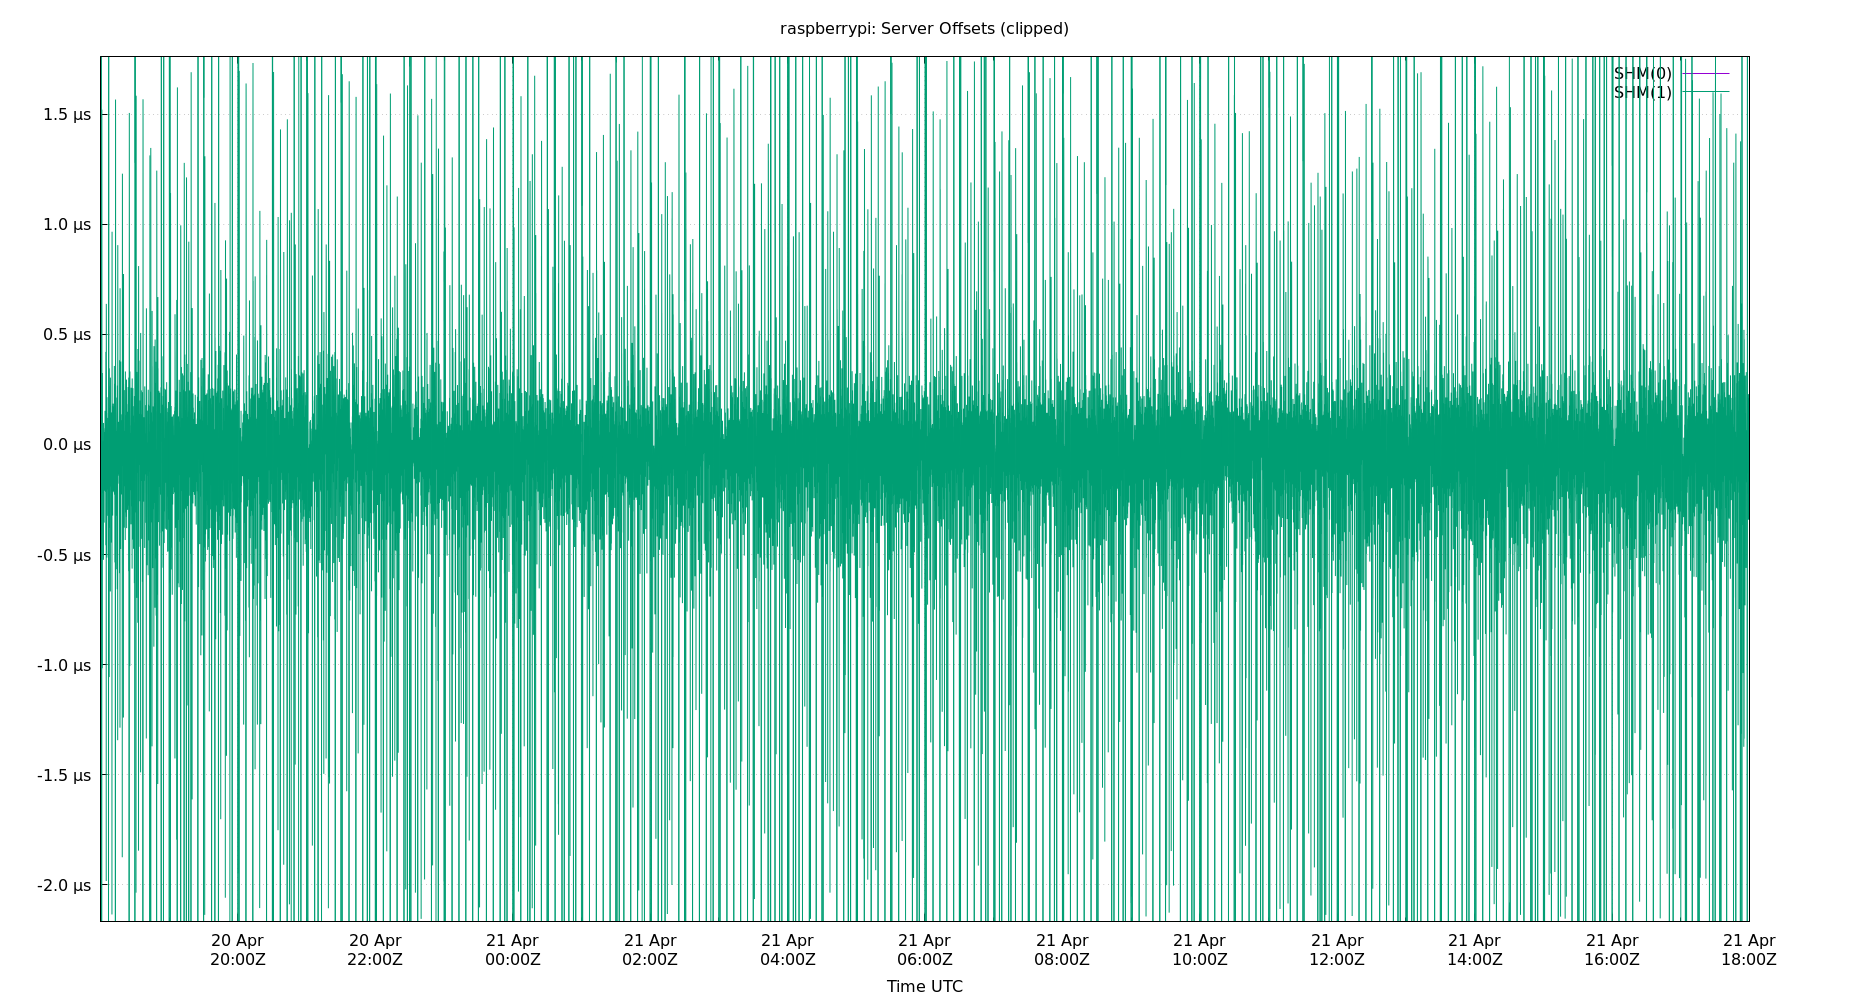 raspberrypi: Server Offsets (clipped)
SHM(0)
SHM(1)
1.5 µs
1.0 µs
0.5 µs
0.0 µs
-0.5 µs
-1.0 µs
-1.5 µs
-2.0 µs
20 Apr 20 Apr 21 Apr 21 Apr 21 Apr 21 Apr 21 Apr 21 Apr 21 Apr 21 Apr 21 Apr 21 Apr
20:00Z 22:00Z 00:00Z 02:00Z 04:00Z 06:00Z 08:00Z 10:00Z 12:00Z 14:00Z 16:00Z 18:00Z
Time UTC